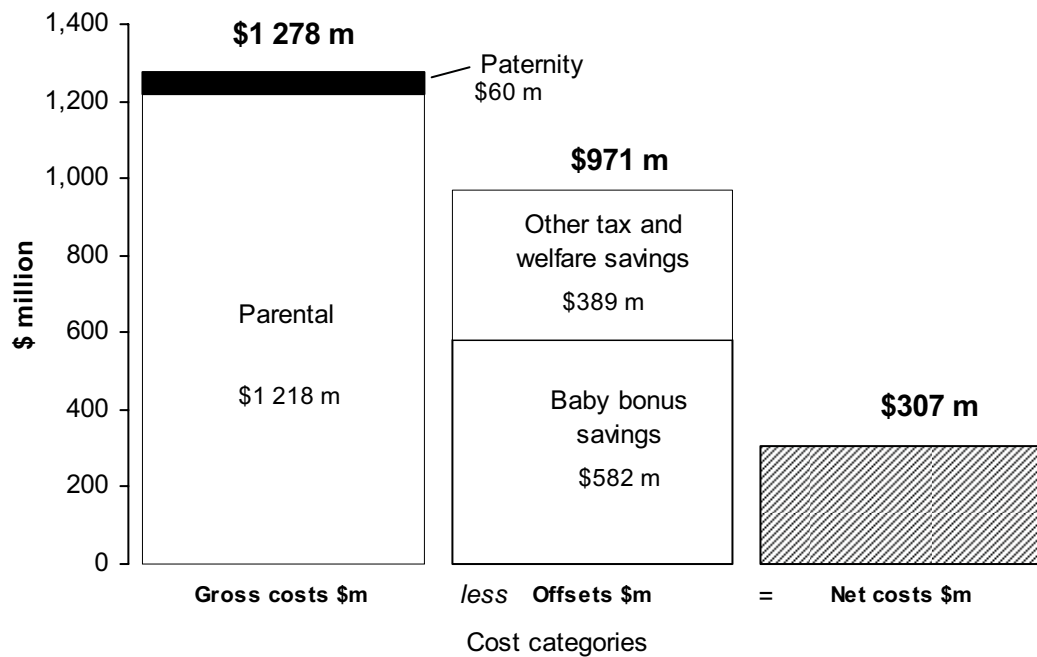 $ million
1,400
1,200
1,000
800
600
400
200
0
$1 278 m
Paternity
$60 m
Parental
$1 218 m
$971 m
Other tax and
welfare savings
$389 m
Baby bonus
savings
$582 m
$307 m
Gross costs $m less Offsets $m = Net costs $m
Cost categories